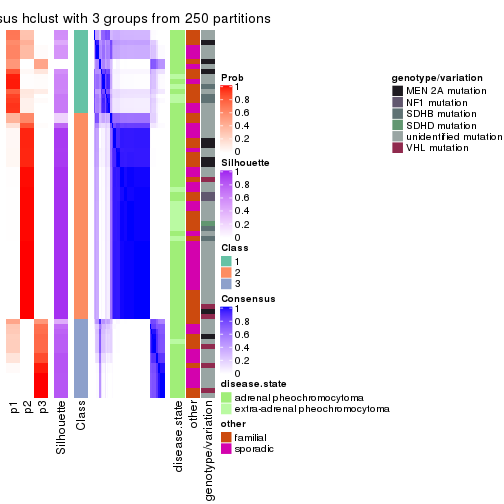 sus hclust with 3 groups from 250 partitions
Prob
1
0.8
0.6
0.4
0.2
0
Silhouette
1
0.8
0.6
0.4
0.2
0
Class
1
2
3
Consensus
1
0.8
0.6
0.4
0.2
0
disease.state
adrenal pheochromocytoma
extra-adrenal pheochromocytoma
other
familial
sporadic
genotype/variation
MEN 2A mutation
NF1 mutation
SDHB mutation
SDHD mutation
unidentified mutation
VHL mutation
p1
p2
p3
Silhouette
Class
disease.state
other
genotype/variation